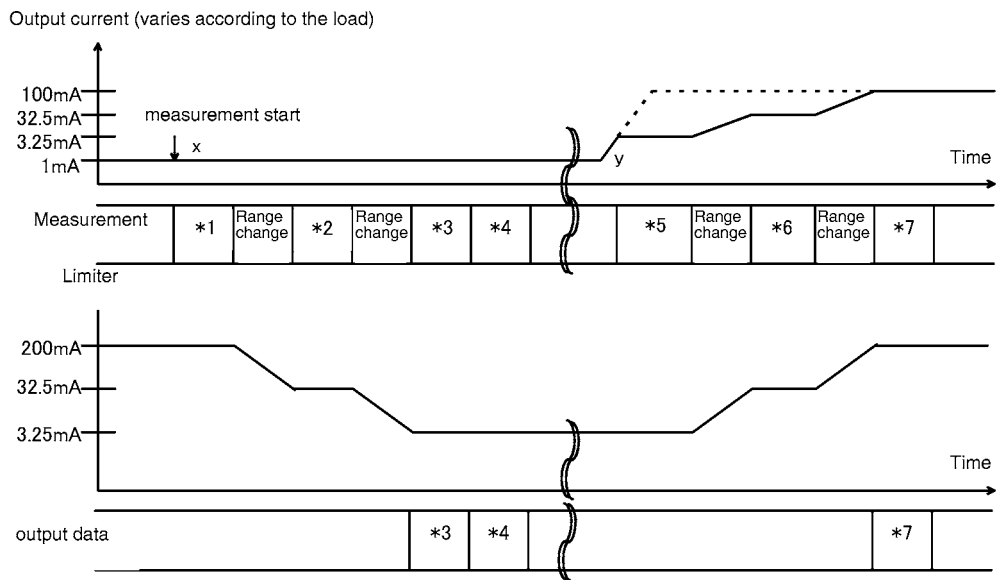 Output current (varies according to the load)
100mA
32.5mA
3.25mA
1mA
measurement start
x
y
Time
Measurement
*1
Range
change
*2
Range
change
*3
*4
*5
Range
change
*6
Range
change
*7
Limiter
200mA
32.5mA
3.25mA
Time
output data
*3
*4
*7